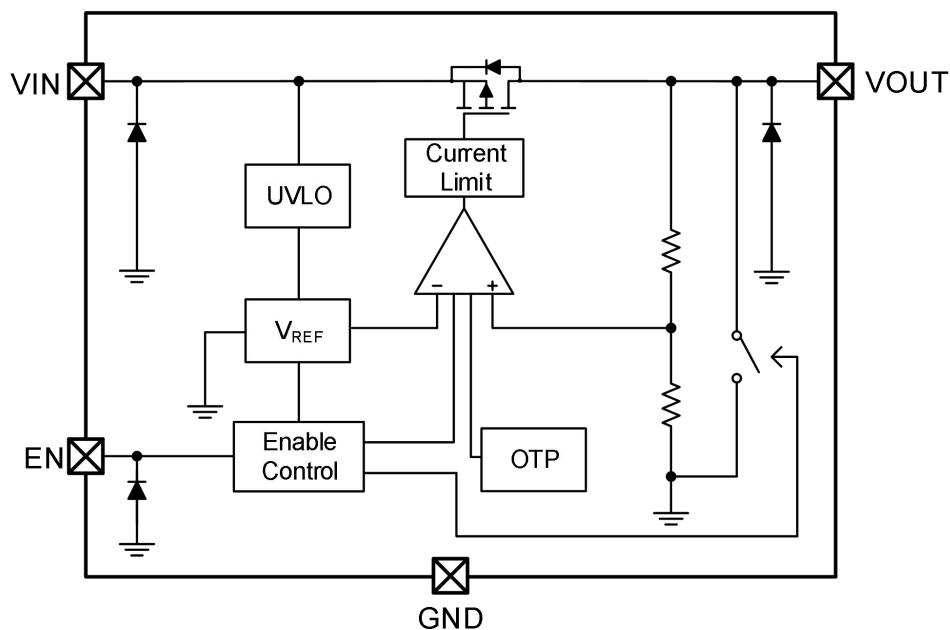 VIN
VOUT
Current
Limit
UVLO
− +
VREF
EN
Enable
Control
OTP
GND